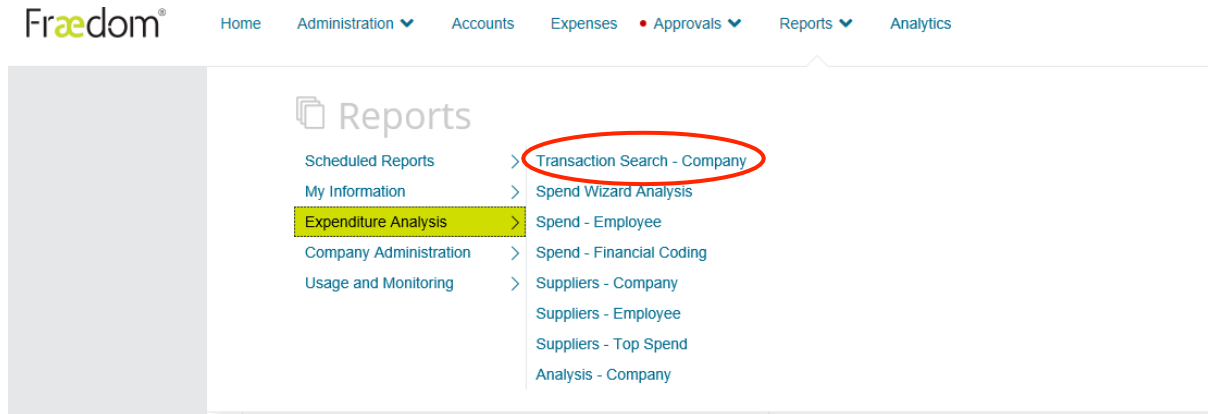 Frædom®
Home Administration Accounts Expenses • Approvals Reports Analytics
Reports
Scheduled Reports
My Information
Expenditure Analysis
Company Administration
Usage and Monitoring
Transaction Search - Company
Spend Wizard Analysis
Spend - Employee
Spend - Financial Coding
Suppliers - Company
Suppliers - Employee
Suppliers - Top Spend
Analysis - Company